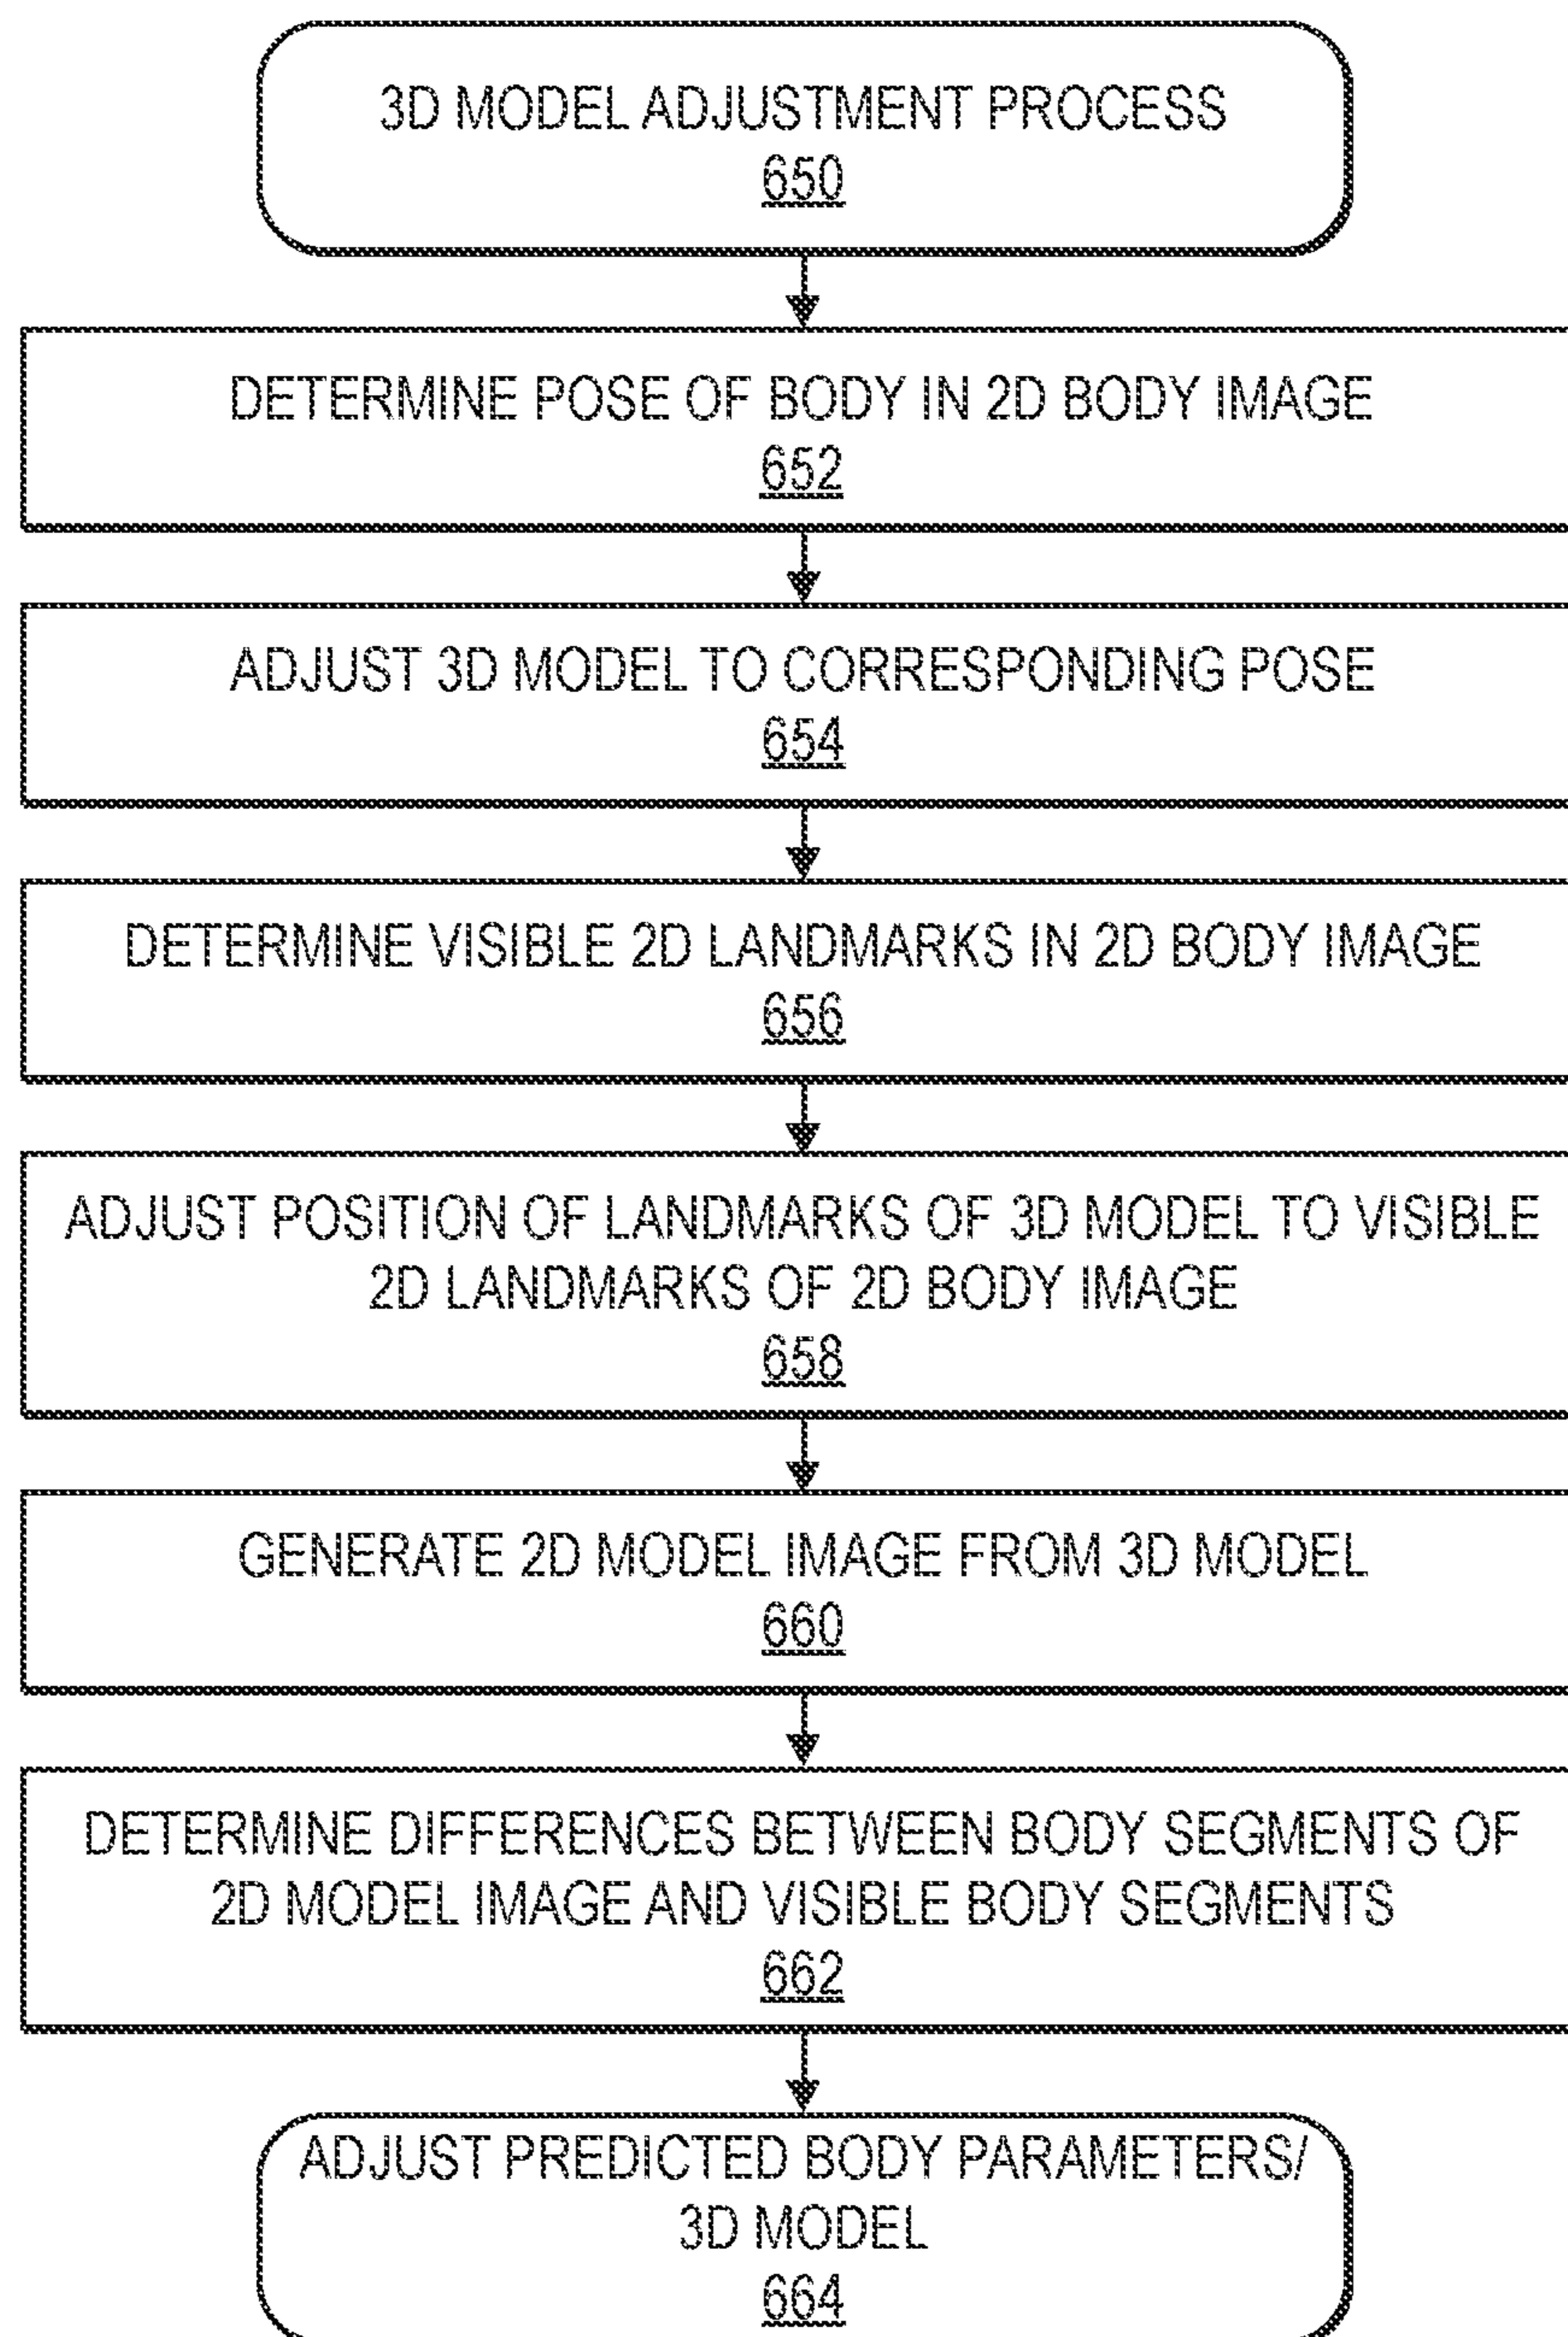 3D MODEL ADJUSTMENT PROCESS
650
DETERMINE POSE OF BODY IN 2D BODY IMAGE
652
ADJUST 3D MODEL TO CORRESPONDING POSE
654
DETERMINE VISIBLE 2D LANDMARKS IN 2D BODY IMAGE
656
ADJUST POSITION OF LANDMARKS OF 3D MODEL TO VISIBLE
2D LANDMARKS OF 2D BODY IMAGE
658
GENERATE 2D MODEL IMAGE FROM 3D MODEL
660
DETERMINE DIFFERENCES BETWEEN BODY SEGMENTS OF
2D MODEL IMAGE AND VISIBLE BODY SEGMENTS
662
ADJUST PREDICTED BODY PARAMETERS/
3D MODEL
664